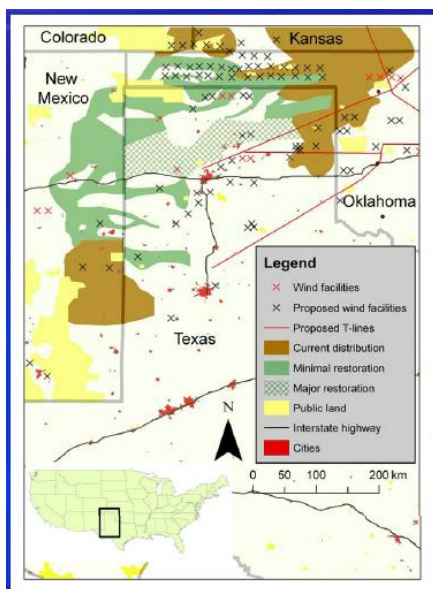 Colorado
Kansas
New
Mexico
Oklahoma
Texas
Legend
Wind facilities
Proposed wind facilities
Proposed T-lines
Current distribution
Minimal restoration
Major restoration
Public land
Interstate highway
Cities
N
0 50 100 200 km